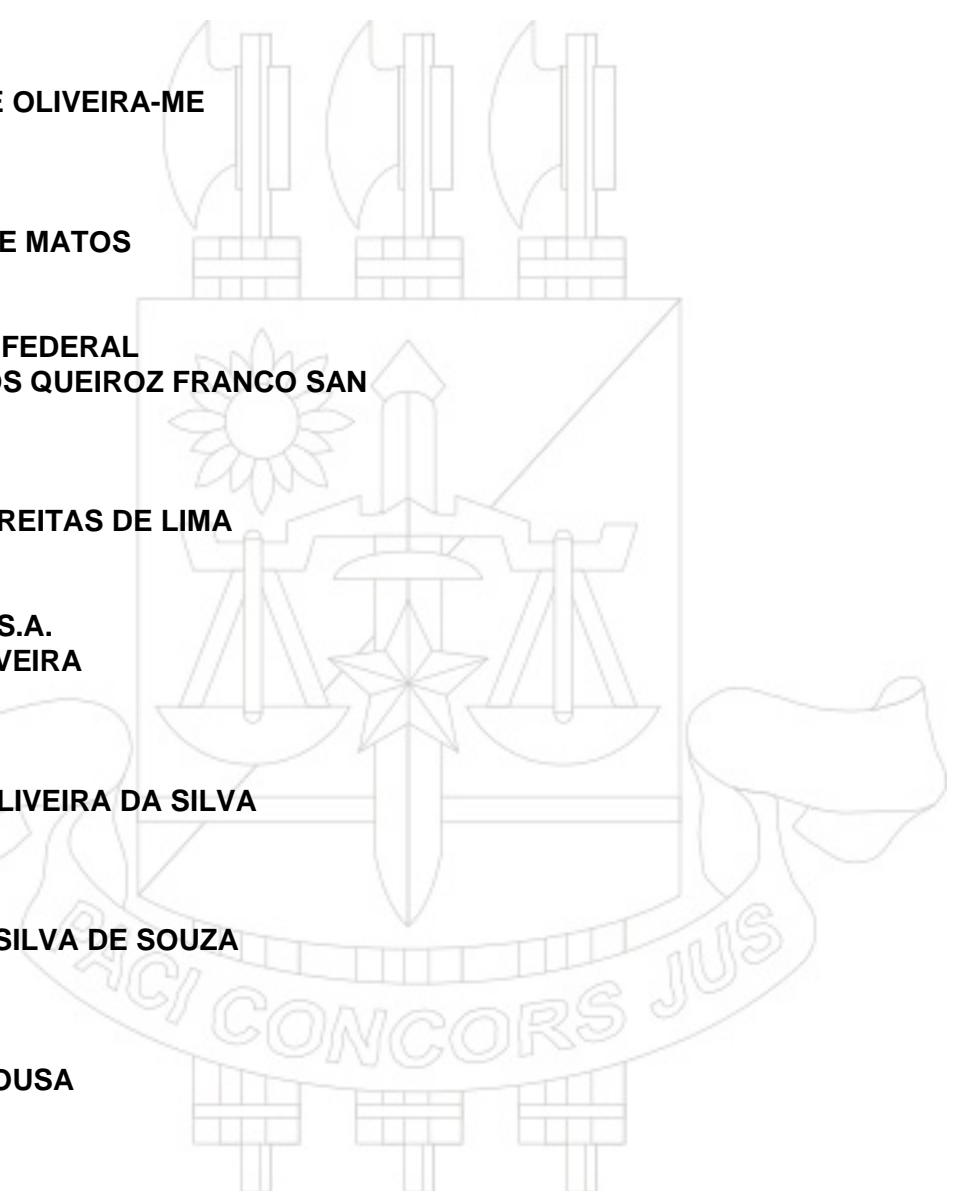 E OLIVEIRA-ME
E MATOS
FEDERAL
OS QUEIROZ FRANCO SAN
REITAS DE LIMA
S.A.
VEIRA
LIVEIRA DA SILVA
SILVA DE SOUZA
OUSA
PACI CONCORS JUS